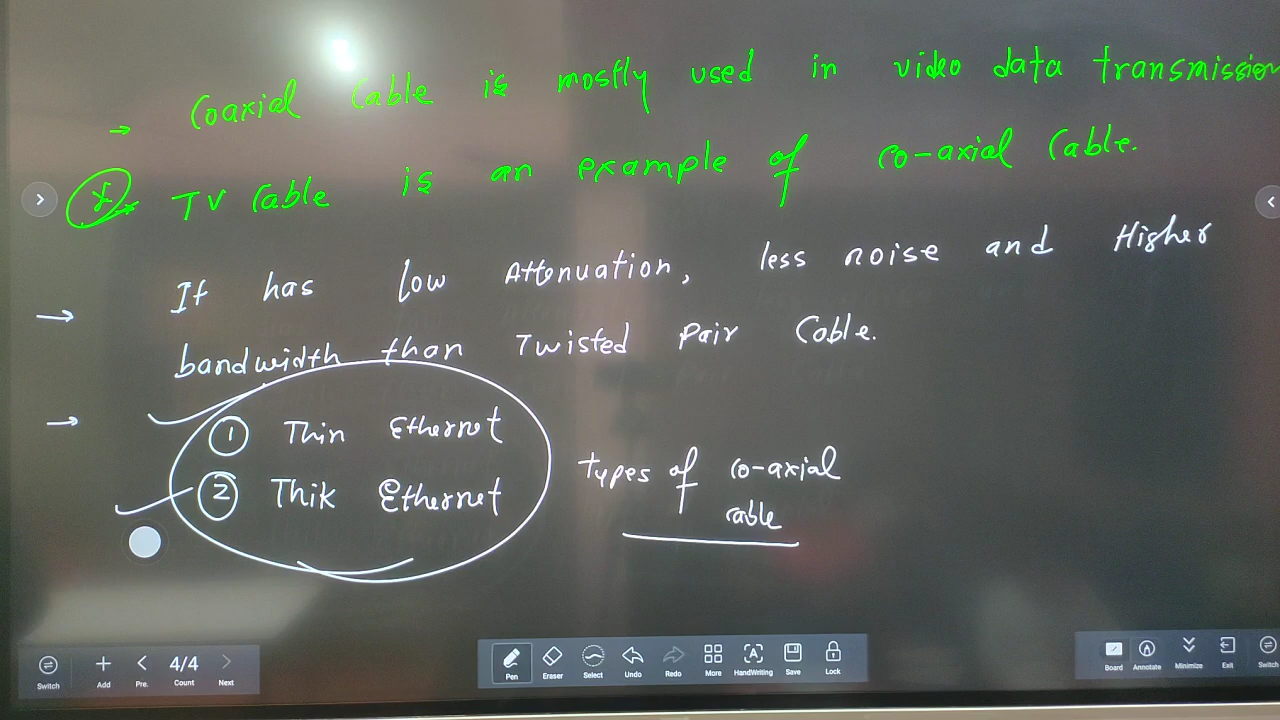 → Coaxial Cable is mostly used in video data transmission
TV Cable is an example of co-axial Cable.
→ It has low Attenuation, less noise and Higher
bandwidth than Twisted Pair Cable.
→ ① Thin Ethernet
② Thik Ethernet
types of co-axial
cable
Switch
Add
Pre.
4/4
Count
Next
Pen
Eraser
Select
Undo
Redo
More
HandWriting
Save
Lock
Board
Annotate
Minimize
Exit
Switch